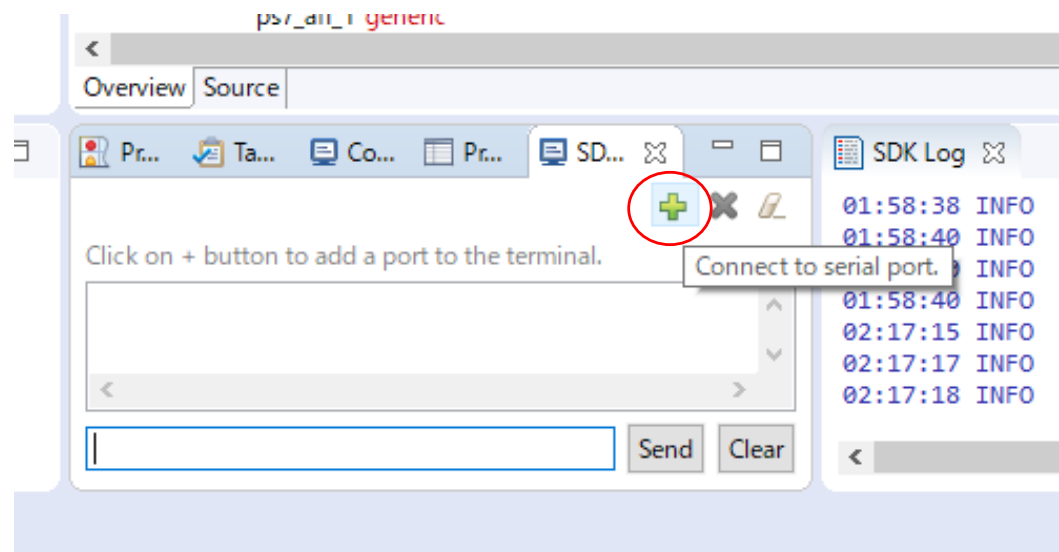 ps7_afi_1 generic
Overview Source
Pr... Ta... Co... Pr... SD...
SDK Log
Click on + button to add a port to the terminal.
Connect to serial port.
Send Clear
01:58:38 INFO
01:58:40 INFO
INFO
01:58:40 INFO
02:17:15 INFO
02:17:17 INFO
02:17:18 INFO